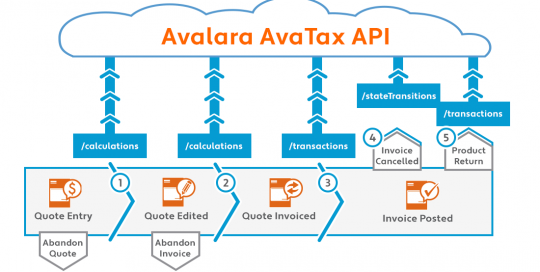 Avalara AvaTax API
/stateTransitions
/transactions
/calculations
/calculations
/transactions
4
Invoice
Cancelled
5
Product
Return
1
2
3
$
Quote Entry
Quote Edited
Quote Invoiced
Invoice Posted
Abandon
Quote
Abandon
Invoice